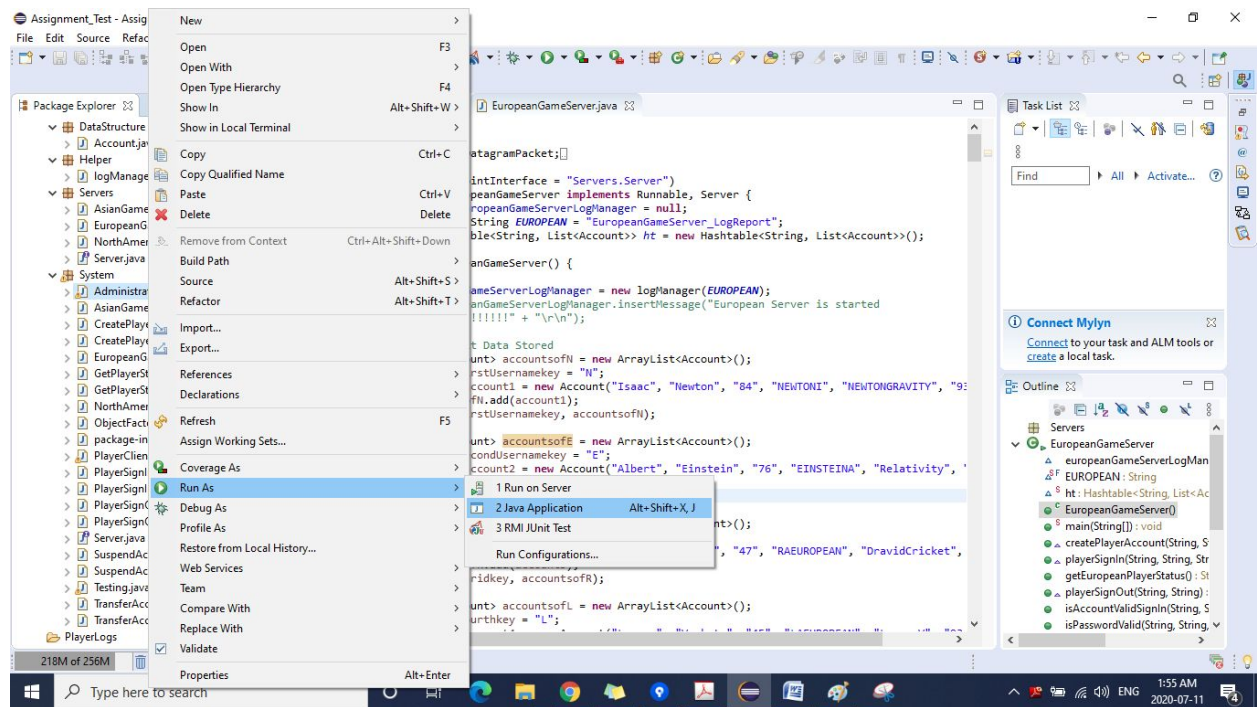 Assignment_Test - Assig
File Edit Source Refac
Package Explorer
DataStructure
Account.ja
Helper
logManage
Servers
AsianGame
EuropeanG
NorthAmer
Server.java
System
Administra
AsianGame
CreatePlaye
CreatePlaye
EuropeanG
GetPlayerSt
GetPlayerSt
NorthAmer
ObjectFact
package-in
PlayerClien
PlayerSignI
PlayerSignI
PlayerSign
PlayerSign
Server.java
SuspendAc
SuspendAc
Testing.java
TransferAcc
TransferAcc
PlayerLogs
218M of 256M
New
Open F3
Open With
Open Type Hierarchy F4
Show In Alt+Shift+W
Show in Local Terminal
Copy Ctrl+C
Copy Qualified Name
Paste Ctrl+V
Delete Delete
Remove from Context Ctrl+Alt+Shift+Down
Build Path
Source Alt+Shift+S
Refactor Alt+Shift+T
Import...
Export...
References
Declarations
Refresh F5
Assign Working Sets...
Coverage As
Run As
Debug As
Profile As
Restore from Local History...
Web Services
Team
Compare With
Replace With
Validate
Properties Alt+Enter
1 Run on Server
2 Java Application Alt+Shift+X, J
3 RMI JUnit Test
Run Configurations...
EuropeanGameServer.java
atagramPacket;
intInterface = "Servers.Server")
peanGameServer implements Runnable, Server {
ropeanGameServerLogManager = null;
String EUROPEAN = "EuropeanGameServer_LogReport";
ble<String, List<Account>> ht = new Hashtable<String, List<Account>>();
anGameServer() {
ameServerLogManager = new logManager(EUROPEAN);
anGameServerLogManager.insertMessage("European Server is started
!!!!!!" + "\r\n");
t Data Stored
unt> accountsofN = new ArrayList<Account>();
rstUsernamekey = "N";
ccount1 = new Account("Isaac", "Newton", "84", "NEWTONI", "NEWTONGRAVITY", "93
fN.add(account1);
rstUsernamekey, accountsofN);
unt> accountsofE = new ArrayList<Account>();
condUsernamekey = "E";
ccount2 = new Account("Albert", "Einstein", "76", "EINSTEINA", "Relativity", "
nt>();
", "47", "RAEUROPEAN", "DravidCricket",
ridkey, accountsofR);
unt> accountsofL = new ArrayList<Account>();
urthkey = "L";
Task List
Find All Activate...
Connect Mylyn
Connect to your task and ALM tools or
create a local task.
Outline
Servers
EuropeanGameServer
europeanGameServerLogMan
EUROPEAN : String
ht : Hashtable<String, List<Ac
EuropeanGameServer()
main(String[]) : void
createPlayerAccount(String, S
playerSignIn(String, String, Str
getEuropeanPlayerStatus() : St
playerSignOut(String, String) :
isAccountValidSignIn(String, S
isPasswordValid(String, String,
Type here to search
ENG
1:55 AM
2020-07-11
4